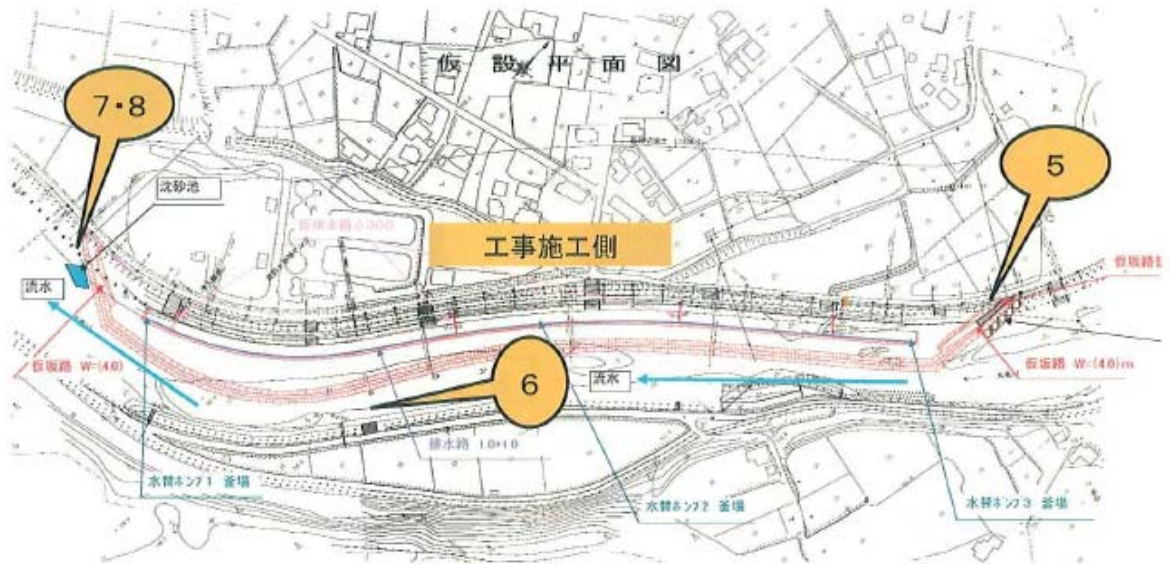 仮設平面図
7・8
沈砂池
5
工事施工側
仮坂路
流水
仮坂路 W=(4.0)
6
流水
仮坂路 W=(4.0)m
排水路 1.0*1.0
水替ポンプ1 釜場
水替ポンプ2 釜場
水替ポンプ3 釜場